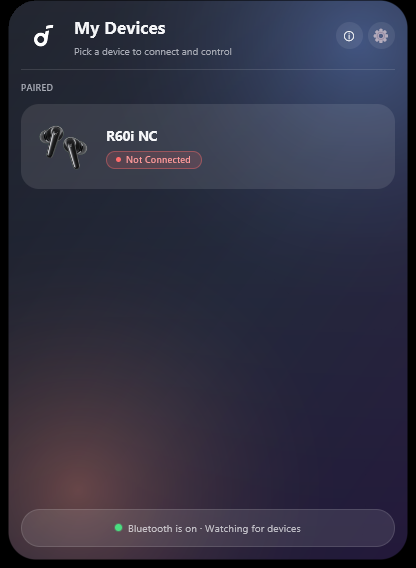 My Devices
Pick a device to connect and control
PAIRED
R60i NC
Not Connected
Bluetooth is on · Watching for devices